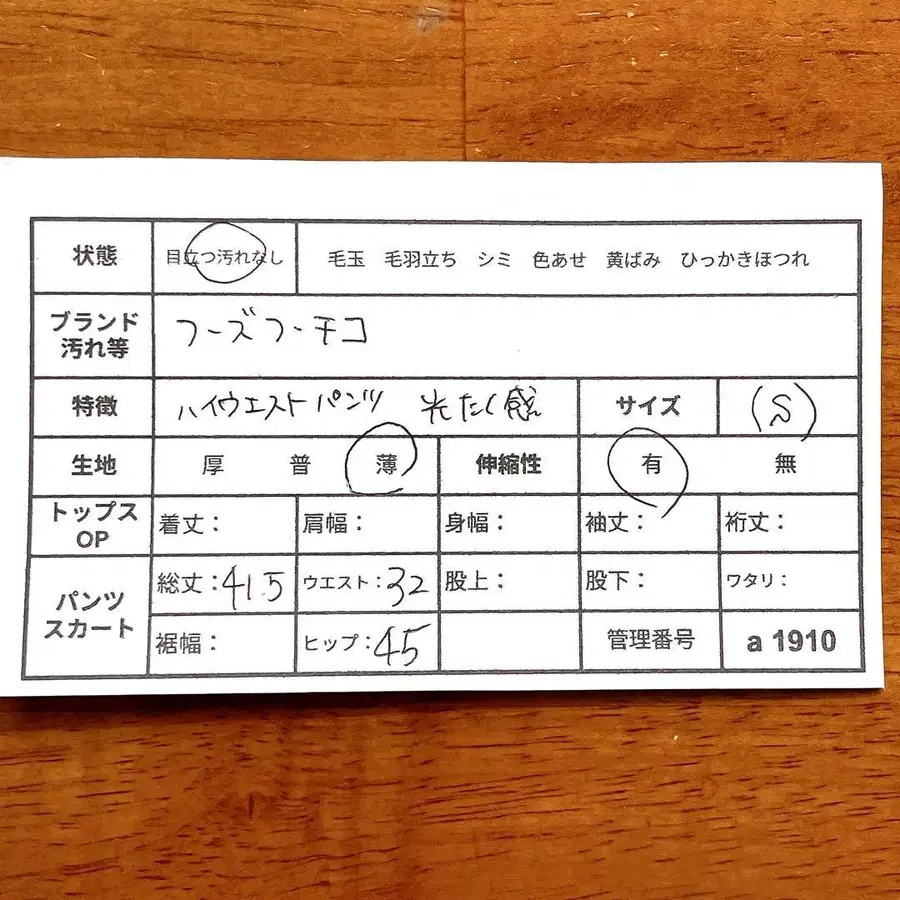 状態 目立つ汚れなし 毛玉 毛羽立ち シミ 色あせ 黄ばみ ひっかきほつれ
ブランド
汚れ等 フーズフーチコ
特徴 ハイウエストパンツ 光たく感 サイズ (S)
生地 厚 普 薄 伸縮性 有 無
トップス
OP 着丈: 肩幅: 身幅: 袖丈: 裄丈:
パンツ
スカート 総丈:41.5 ウエスト:32 股上: 股下: ワタリ:
裾幅: ヒップ:45 管理番号 a 1910